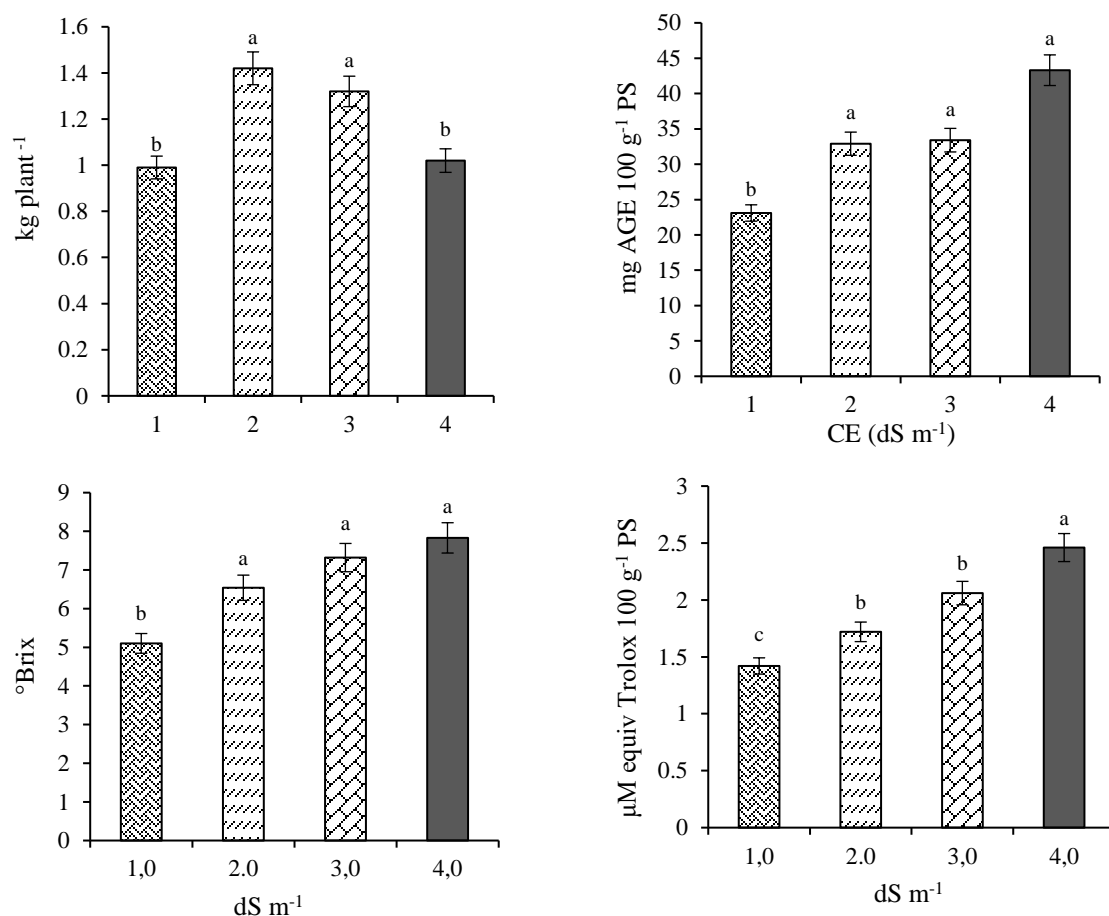 kg plant -1
1.6
1.4
1.2
1
0.8
0.6
0.4
0.2
0
b
a
a
b
1 2 3 4
mg AGE 100 g-1 PS
50
45
40
35
30
25
20
15
10
5
0
b
a
a
a
1 2 3 4
CE (dS m-1)
°Brix
9
8
7
6
5
4
3
2
1
0
b
a
a
a
1,0 2.0 3,0 4,0
dS m-1
µM equiv Trolox 100 g-1 PS
3
2.5
2
1.5
1
0.5
0
c
b
b
a
1,0 2.0 3,0 4,0
dS m-1